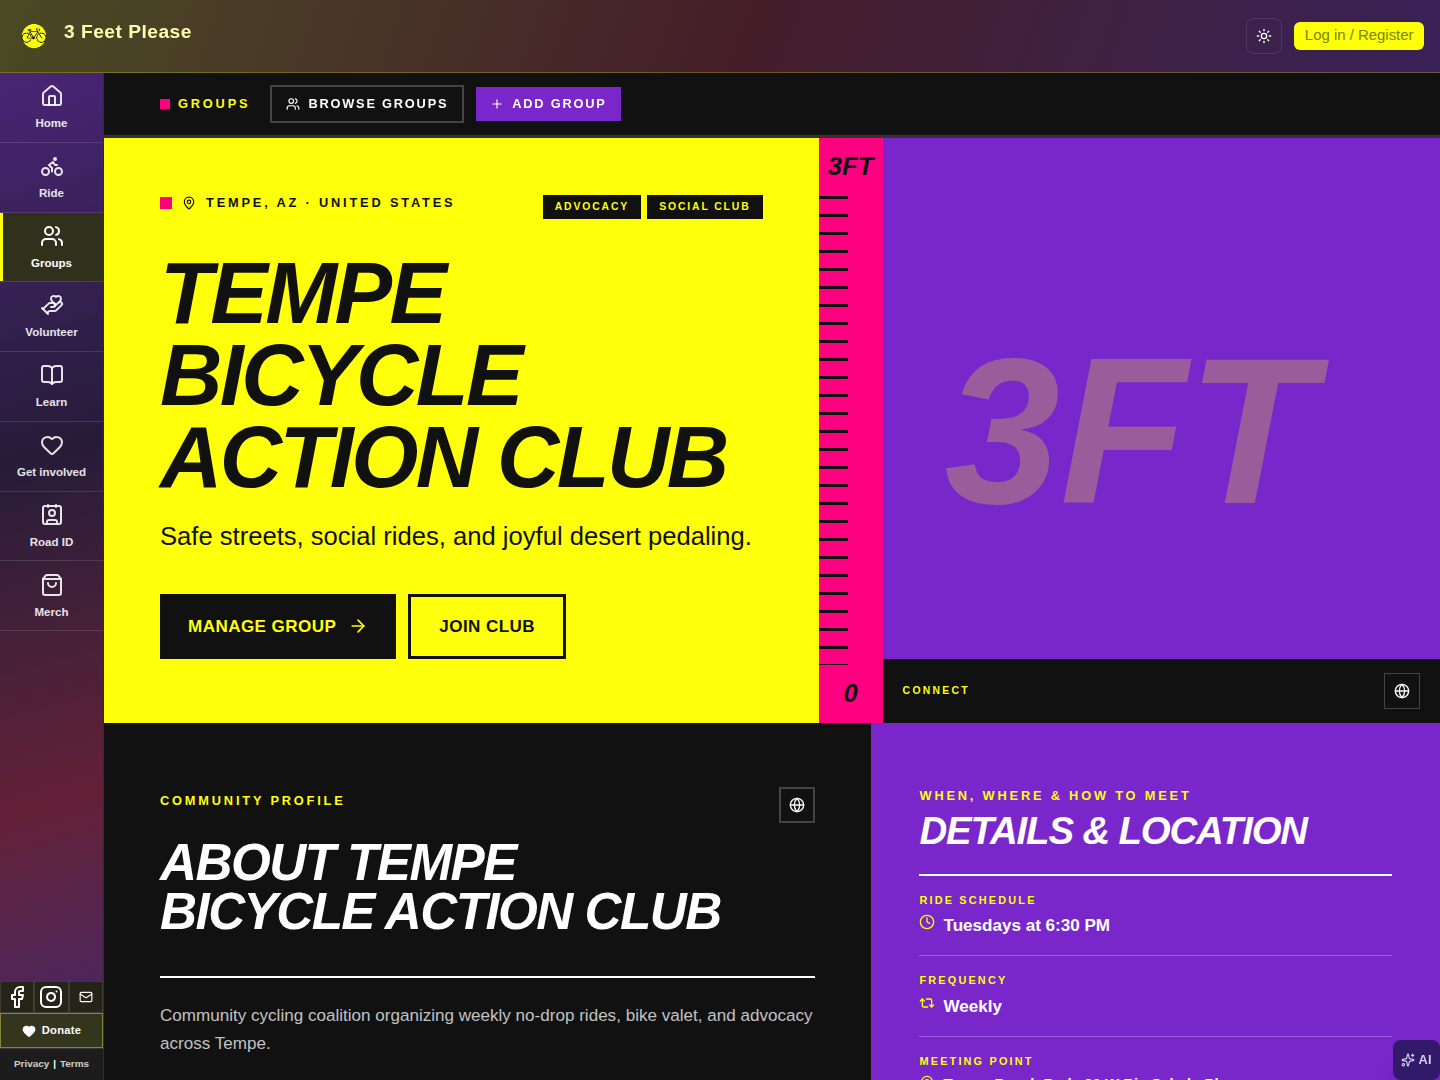 3 Feet Please
Log in / Register
Home
Ride
Groups
Volunteer
Learn
Get involved
Road ID
Merch
Donate
Privacy | Terms
GROUPS
BROWSE GROUPS
ADD GROUP
TEMPE, AZ · UNITED STATES
ADVOCACY
SOCIAL CLUB
TEMPE
BICYCLE
ACTION CLUB
Safe streets, social rides, and joyful desert pedaling.
MANAGE GROUP
JOIN CLUB
3FT
0
3FT
CONNECT
COMMUNITY PROFILE
ABOUT TEMPE
BICYCLE ACTION CLUB
Community cycling coalition organizing weekly no-drop rides, bike valet, and advocacy
across Tempe.
WHEN, WHERE & HOW TO MEET
DETAILS & LOCATION
RIDE SCHEDULE
Tuesdays at 6:30 PM
FREQUENCY
Weekly
MEETING POINT
AI